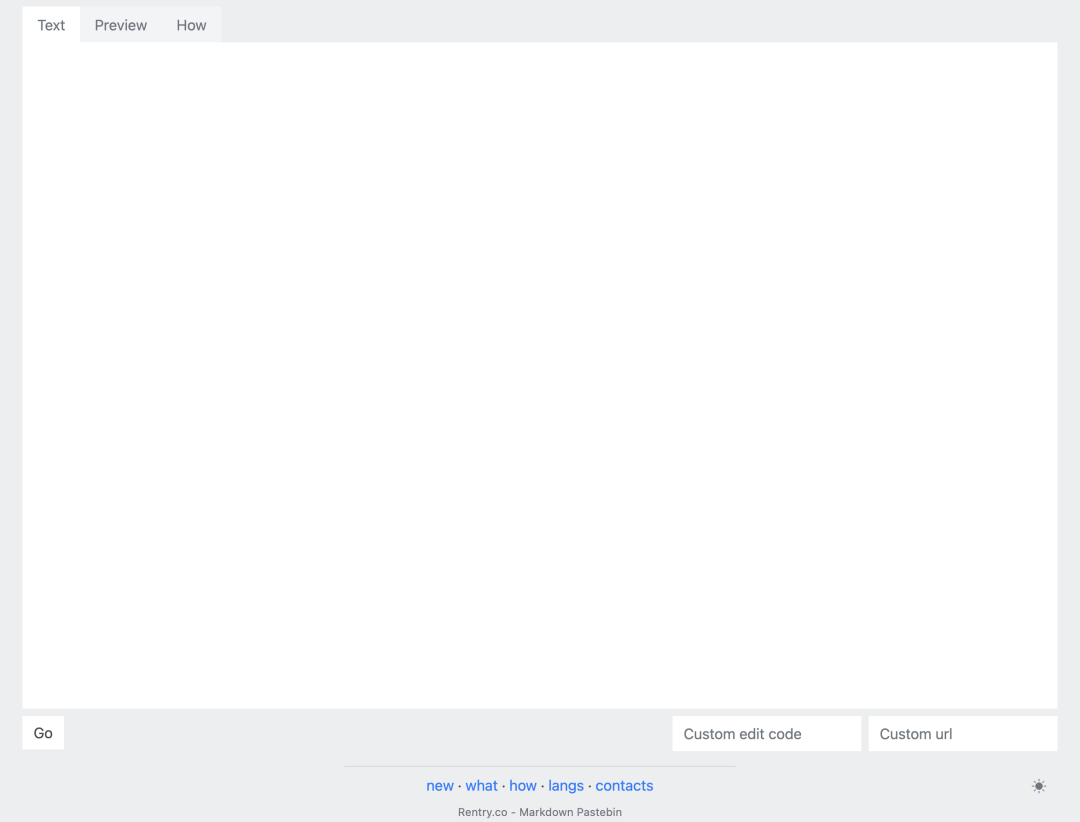 Text Preview How
Go Custom edit code Custom url
new · what · how · langs · contacts
Rentry.co - Markdown Pastebin